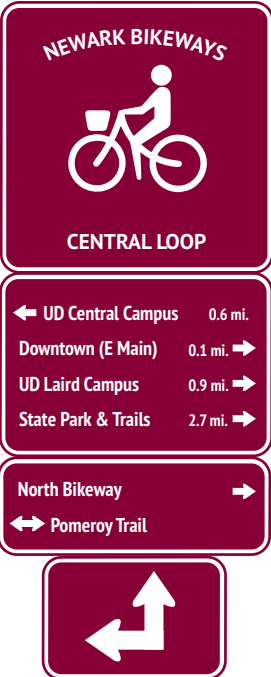 NEWARK BIKEWAYS
CENTRAL LOOP
UD Central Campus 0.6 mi.
Downtown (E Main) 0.1 mi.
UD Laird Campus 0.9 mi.
State Park & Trails 2.7 mi.
North Bikeway
Pomeroy Trail